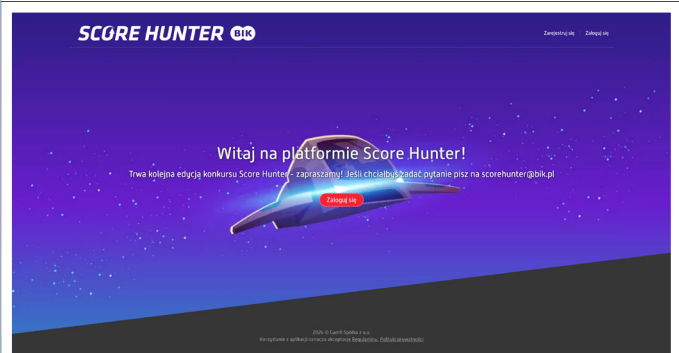 SCORE HUNTER BIK
Zarejestruj się Zaloguj się
Witaj na platformie Score Hunter!
Trwa kolejna edycją konkursu Score Hunter - zapraszamy! Jeśli chciałbyś zadać pytanie pisz na scorehunter@bik.pl
Zaloguj się
2024 © Gamfi Spółka z o.o.
Korzystanie z aplikacji oznacza akceptację Regulaminu. Polityki prywatności